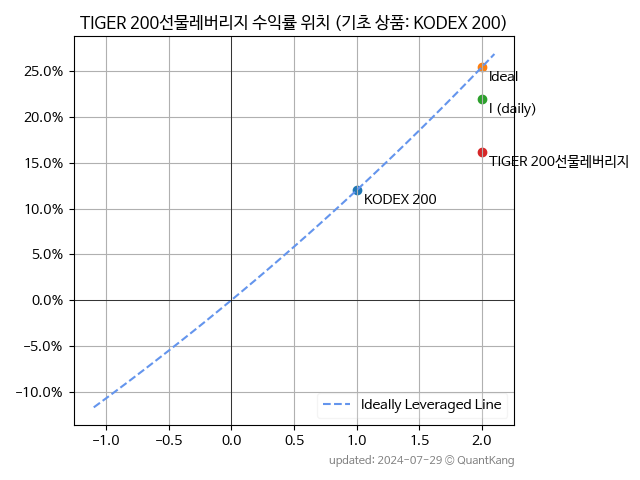 TIGER 200선물레버리지 수익률 위치 (기초 상품: KODEX 200)
25.0%
20.0%
15.0%
10.0%
5.0%
0.0%
−5.0%
−10.0%
Ideal
I (daily)
TIGER 200선물레버리지
KODEX 200
Ideally Leveraged Line
−1.0 −0.5 0.0 0.5 1.0 1.5 2.0
updated: 2024-07-29 © QuantKang